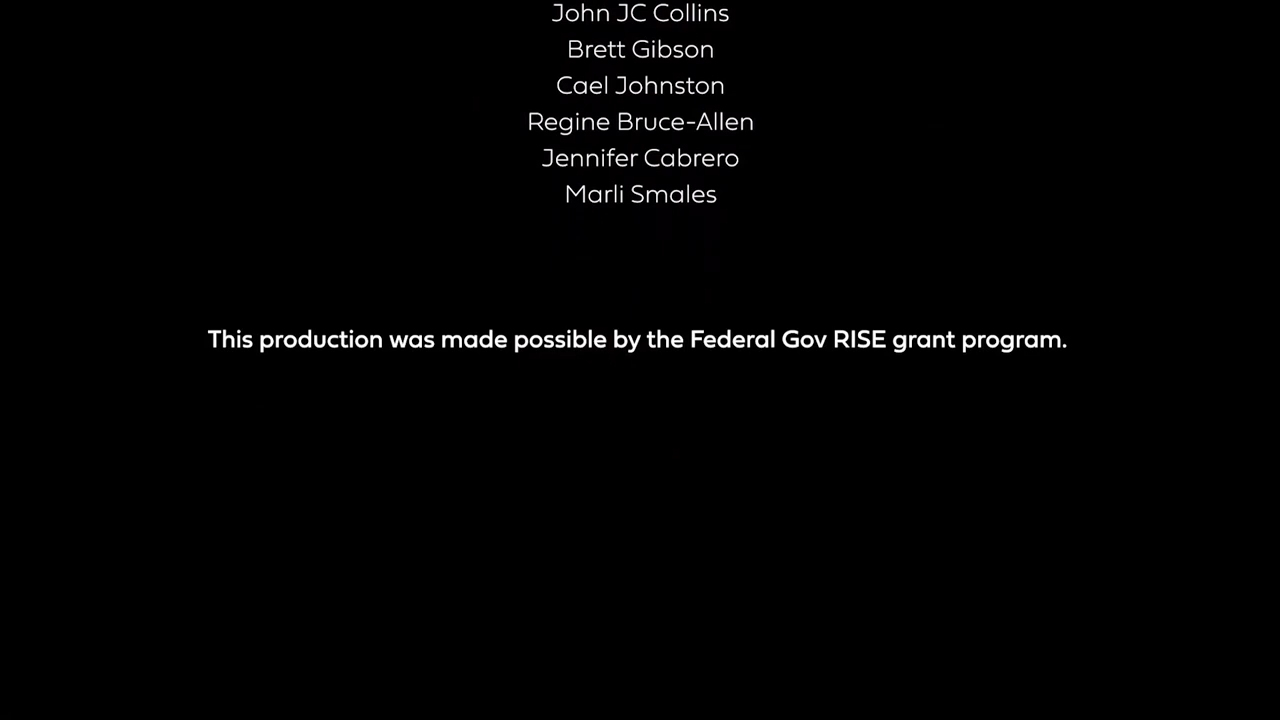 John JC Collins
Brett Gibson
Cael Johnston
Regine Bruce-Allen
Jennifer Cabrero
Marli Smales
This production was made possible by the Federal Gov RISE grant program.